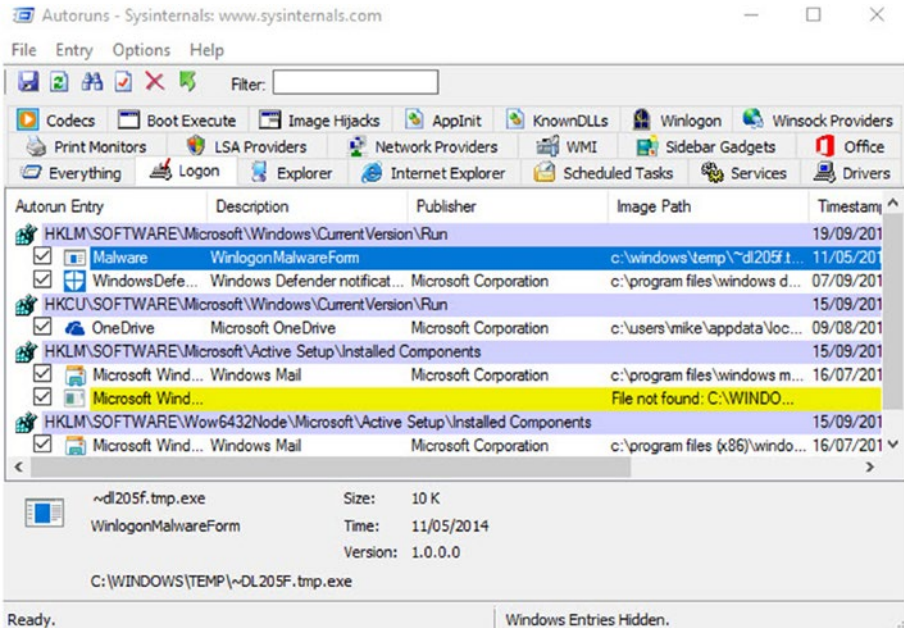 Autoruns - Sysinternals: www.sysinternals.com
File Entry Options Help
Filter:
Codecs Boot Execute Image Hijacks AppInit KnownDLLs Winlogon Winsock Providers
Print Monitors LSA Providers Network Providers WMI Sidebar Gadgets Office
Everything Logon Explorer Internet Explorer Scheduled Tasks Services Drivers
Autorun Entry Description Publisher Image Path Timestam
HKLM\SOFTWARE\Microsoft\Windows\CurrentVersion\Run 19/09/201
Malware WinlogonMalwareForm c:\windows\temp\~dl205f.t... 11/05/201
WindowsDefe... Windows Defender notificat... Microsoft Corporation c:\program files\windows d... 07/09/201
HKCU\SOFTWARE\Microsoft\Windows\CurrentVersion\Run 15/09/201
OneDrive Microsoft OneDrive Microsoft Corporation c:\users\mike\appdata\loc... 09/08/201
HKLM\SOFTWARE\Microsoft\Active Setup\Installed Components 15/09/201
Microsoft Wind... Windows Mail Microsoft Corporation c:\program files\windows m... 16/07/201
Microsoft Wind... File not found: C:\WINDO...
HKLM\SOFTWARE\Wow6432Node\Microsoft\Active Setup\Installed Components 15/09/201
Microsoft Wind... Windows Mail Microsoft Corporation c:\program files (x86)\windo... 16/07/201
~dl205f.tmp.exe Size: 10 K
WinlogonMalwareForm Time: 11/05/2014
Version: 1.0.0.0
C:\WINDOWS\TEMP\~DL205F.tmp.exe
Ready. Windows Entries Hidden.